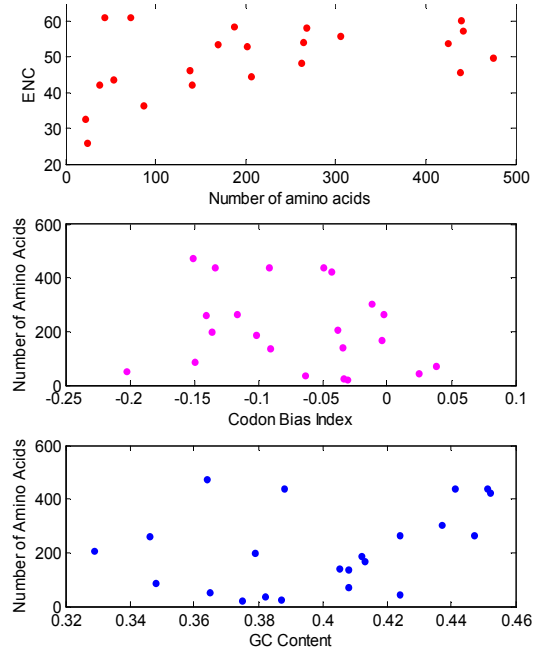 60
50
40
30
20
ENC
0 100 200 300 400 500
Number of amino acids
600
400
200
0
Number of Amino Acids
-0.25 -0.2 -0.15 -0.1 -0.05 0 0.05 0.1
Codon Bias Index
600
400
200
0
Number of Amino Acids
0.32 0.34 0.36 0.38 0.4 0.42 0.44 0.46
GC Content